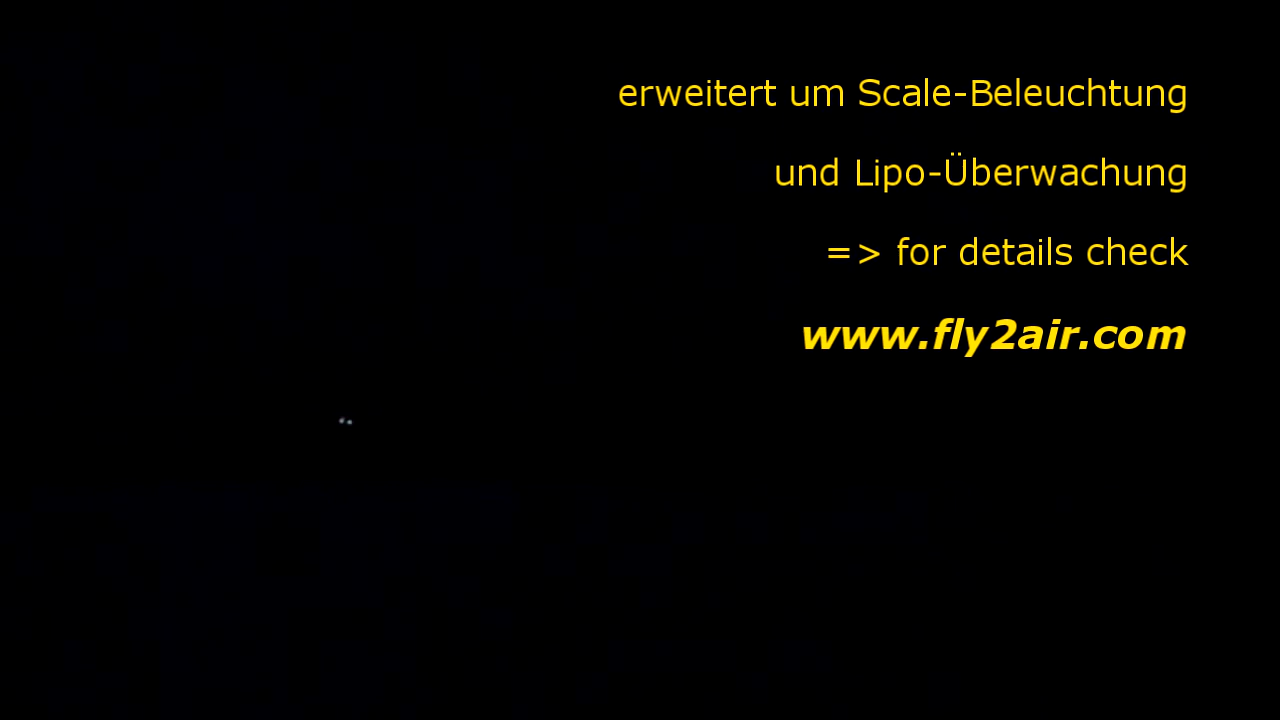 erweitert um Scale-Beleuchtung
und Lipo-Überwachung
=> for details check
www.fly2air.com